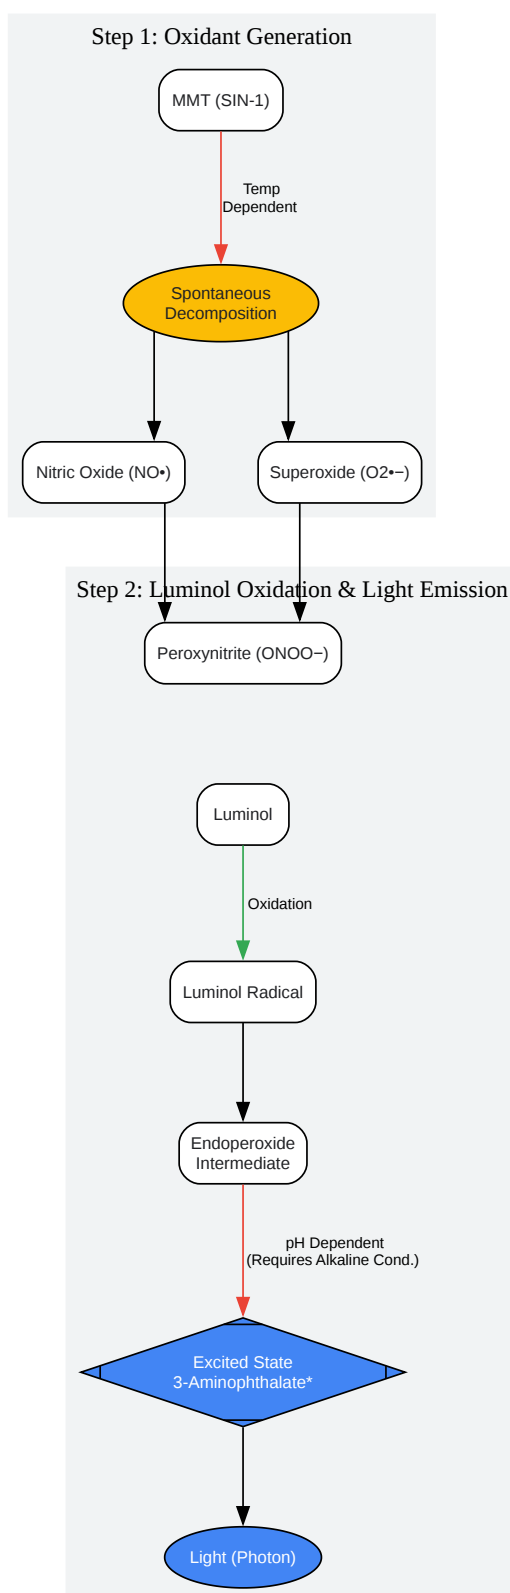 Step 1: Oxidant Generation
MMT (SIN-1)
Temp
Dependent
Spontaneous
Decomposition
Nitric Oxide (NO•)
Superoxide (O2•−)
Step 2: Luminol Oxidation & Light Emission
Peroxynitrite (ONOO−)
Luminol
Oxidation
Luminol Radical
Endoperoxide
Intermediate
pH Dependent
(Requires Alkaline Cond.)
Excited State
3-Aminophthalate*
Light (Photon)